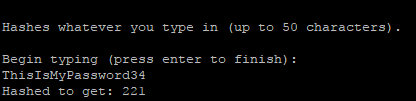 Hashes whatever you type in (up to 50 characters).
Begin typing (press enter to finish):
ThisIsMyPassword34
Hashed to get: 221